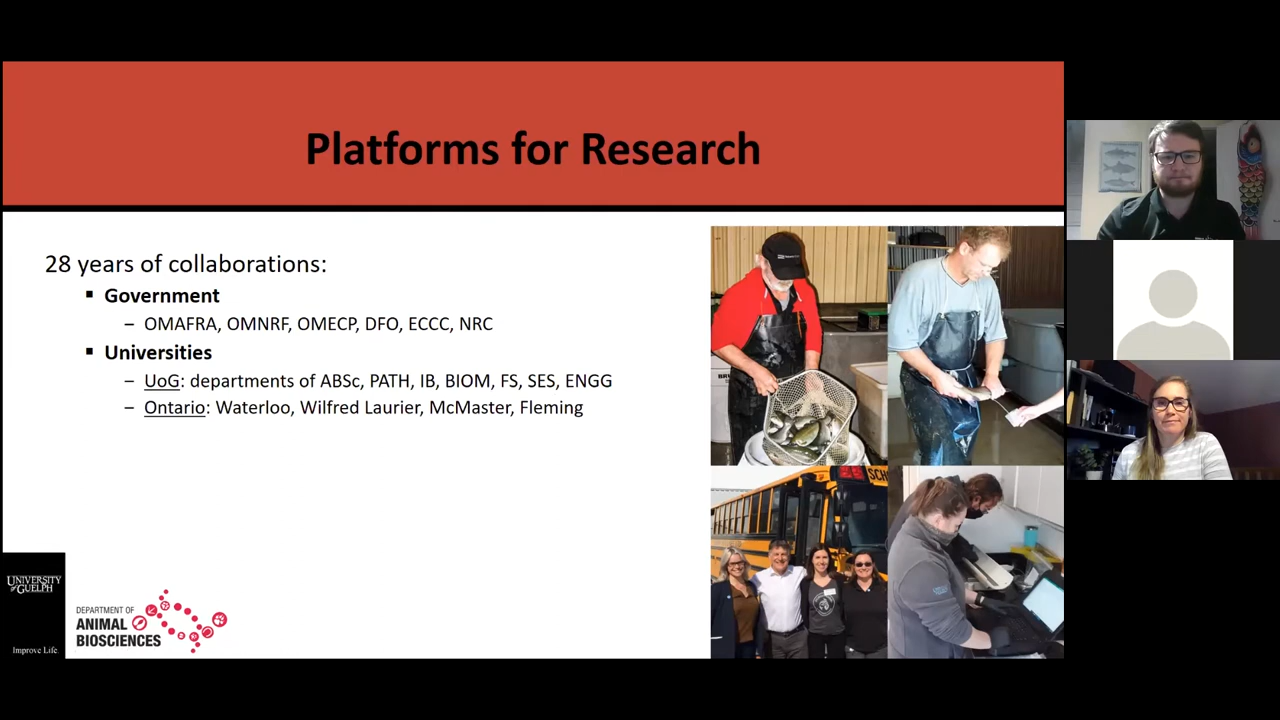 Platforms for Research
28 years of collaborations:
▪ Government
– OMAFRA, OMNRF, OMECP, DFO, ECCC, NRC
▪ Universities
– UoG: departments of ABSc, PATH, IB, BIOM, FS, SES, ENGG
– Ontario: Waterloo, Wilfred Laurier, McMaster, Fleming
SCH
UNIVERSITY
OF GUELPH
Improve Life.
DEPARTMENT OF
ANIMAL
BIOSCIENCES